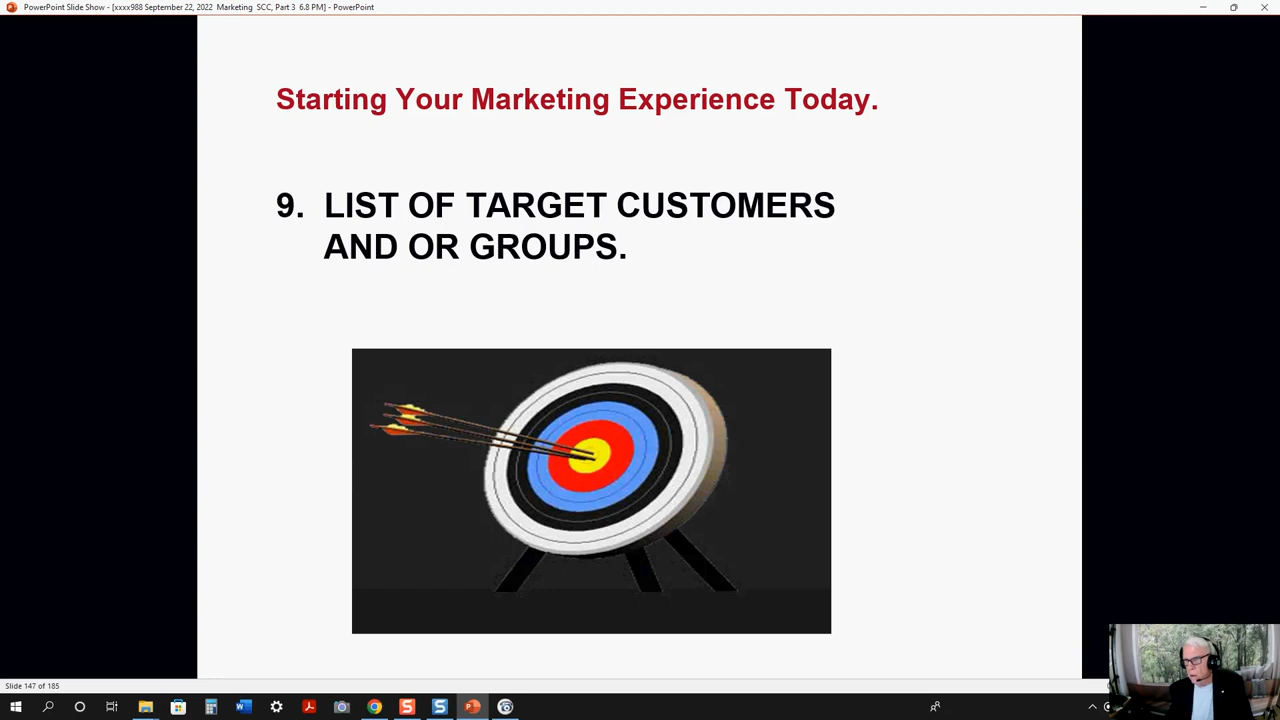 PowerPoint Slide Show - [xxxx988 September 22, 2022 Marketing SCC, Part 3 6.8 PM] - PowerPoint
Starting Your Marketing Experience Today.
9. LIST OF TARGET CUSTOMERS
AND OR GROUPS.
Slide 147 of 185